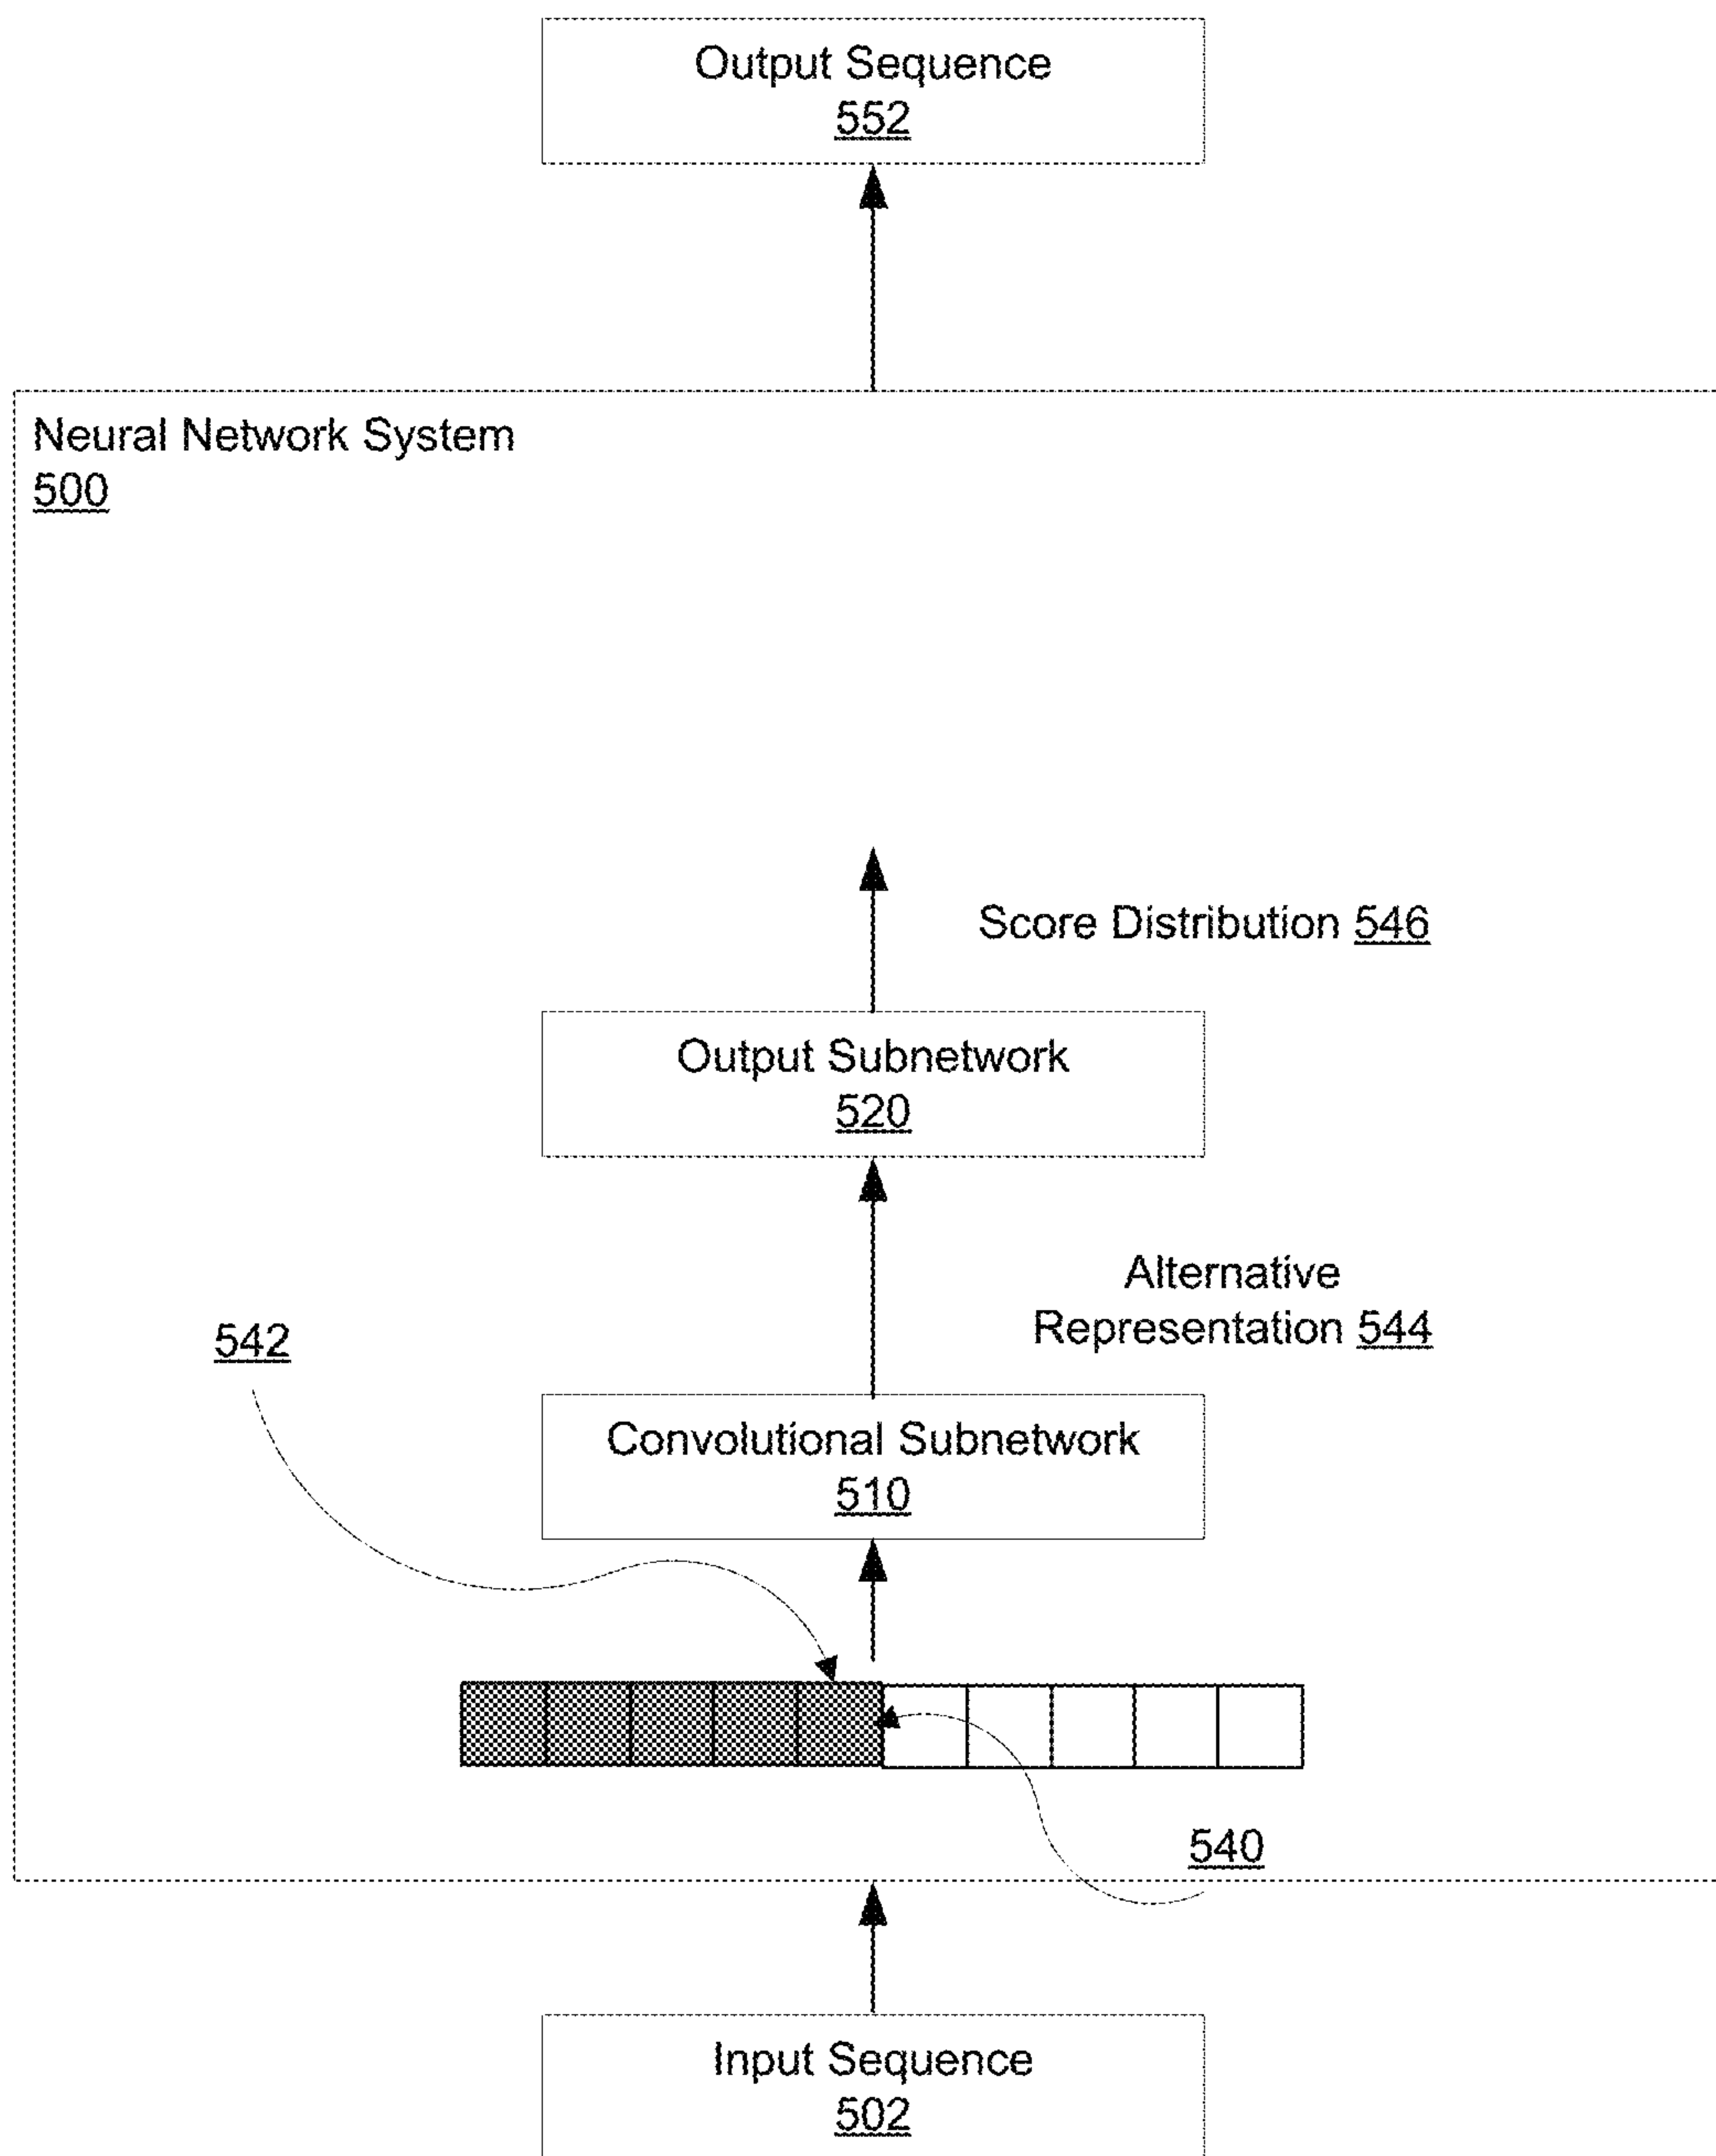 Output Sequence
552
Neural Network System
500
Score Distribution 546
Output Subnetwork
520
Alternative
Representation 544
542
Convolutional Subnetwork
510
540
Input Sequence
502